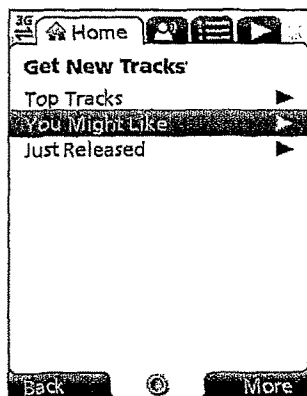 3G
Home
Get New Tracks
Top Tracks
You Might Like
Just Released
Back More